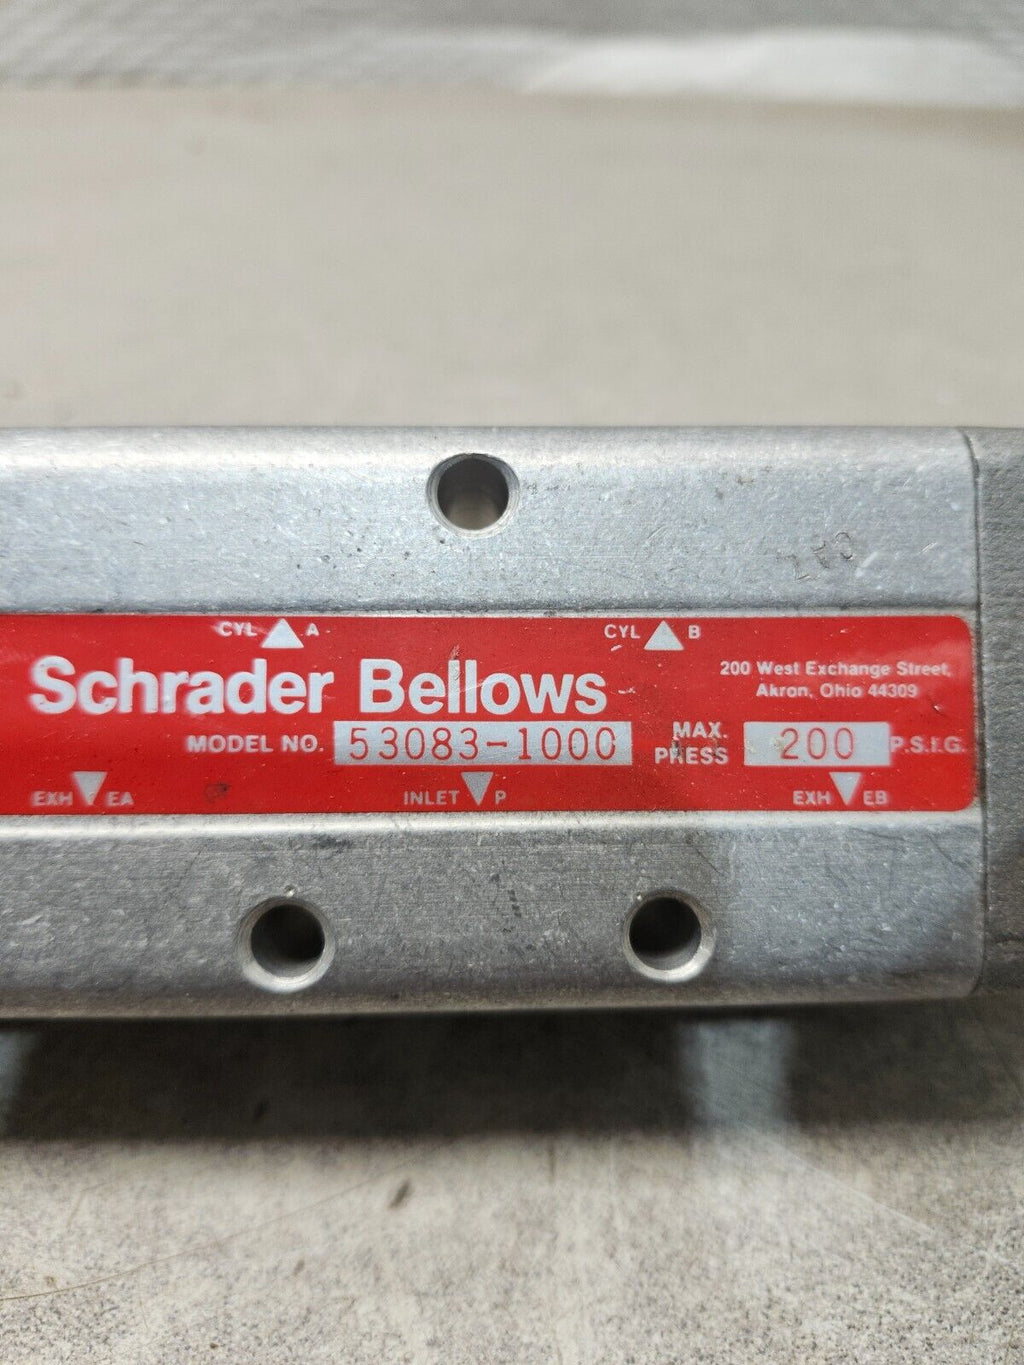 CYL A CYL B
Schrader Bellows
200 West Exchange Street,
Akron, Ohio 44309
MODEL NO. 53083-1000
MAX.
PRESS 200 P.S.I.G.
EXH EA INLET P EXH EB